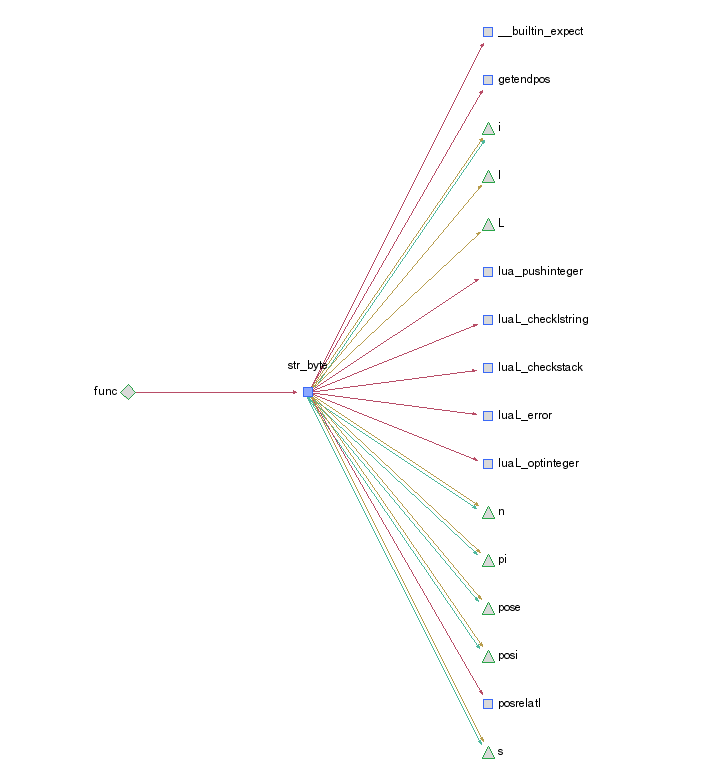 __builtin_expect
getendpos
i
l
L
lua_pushinteger
luaL_checklstring
str_byte
luaL_checkstack
func
luaL_error
luaL_optinteger
n
pi
pose
posi
posrelatI
s